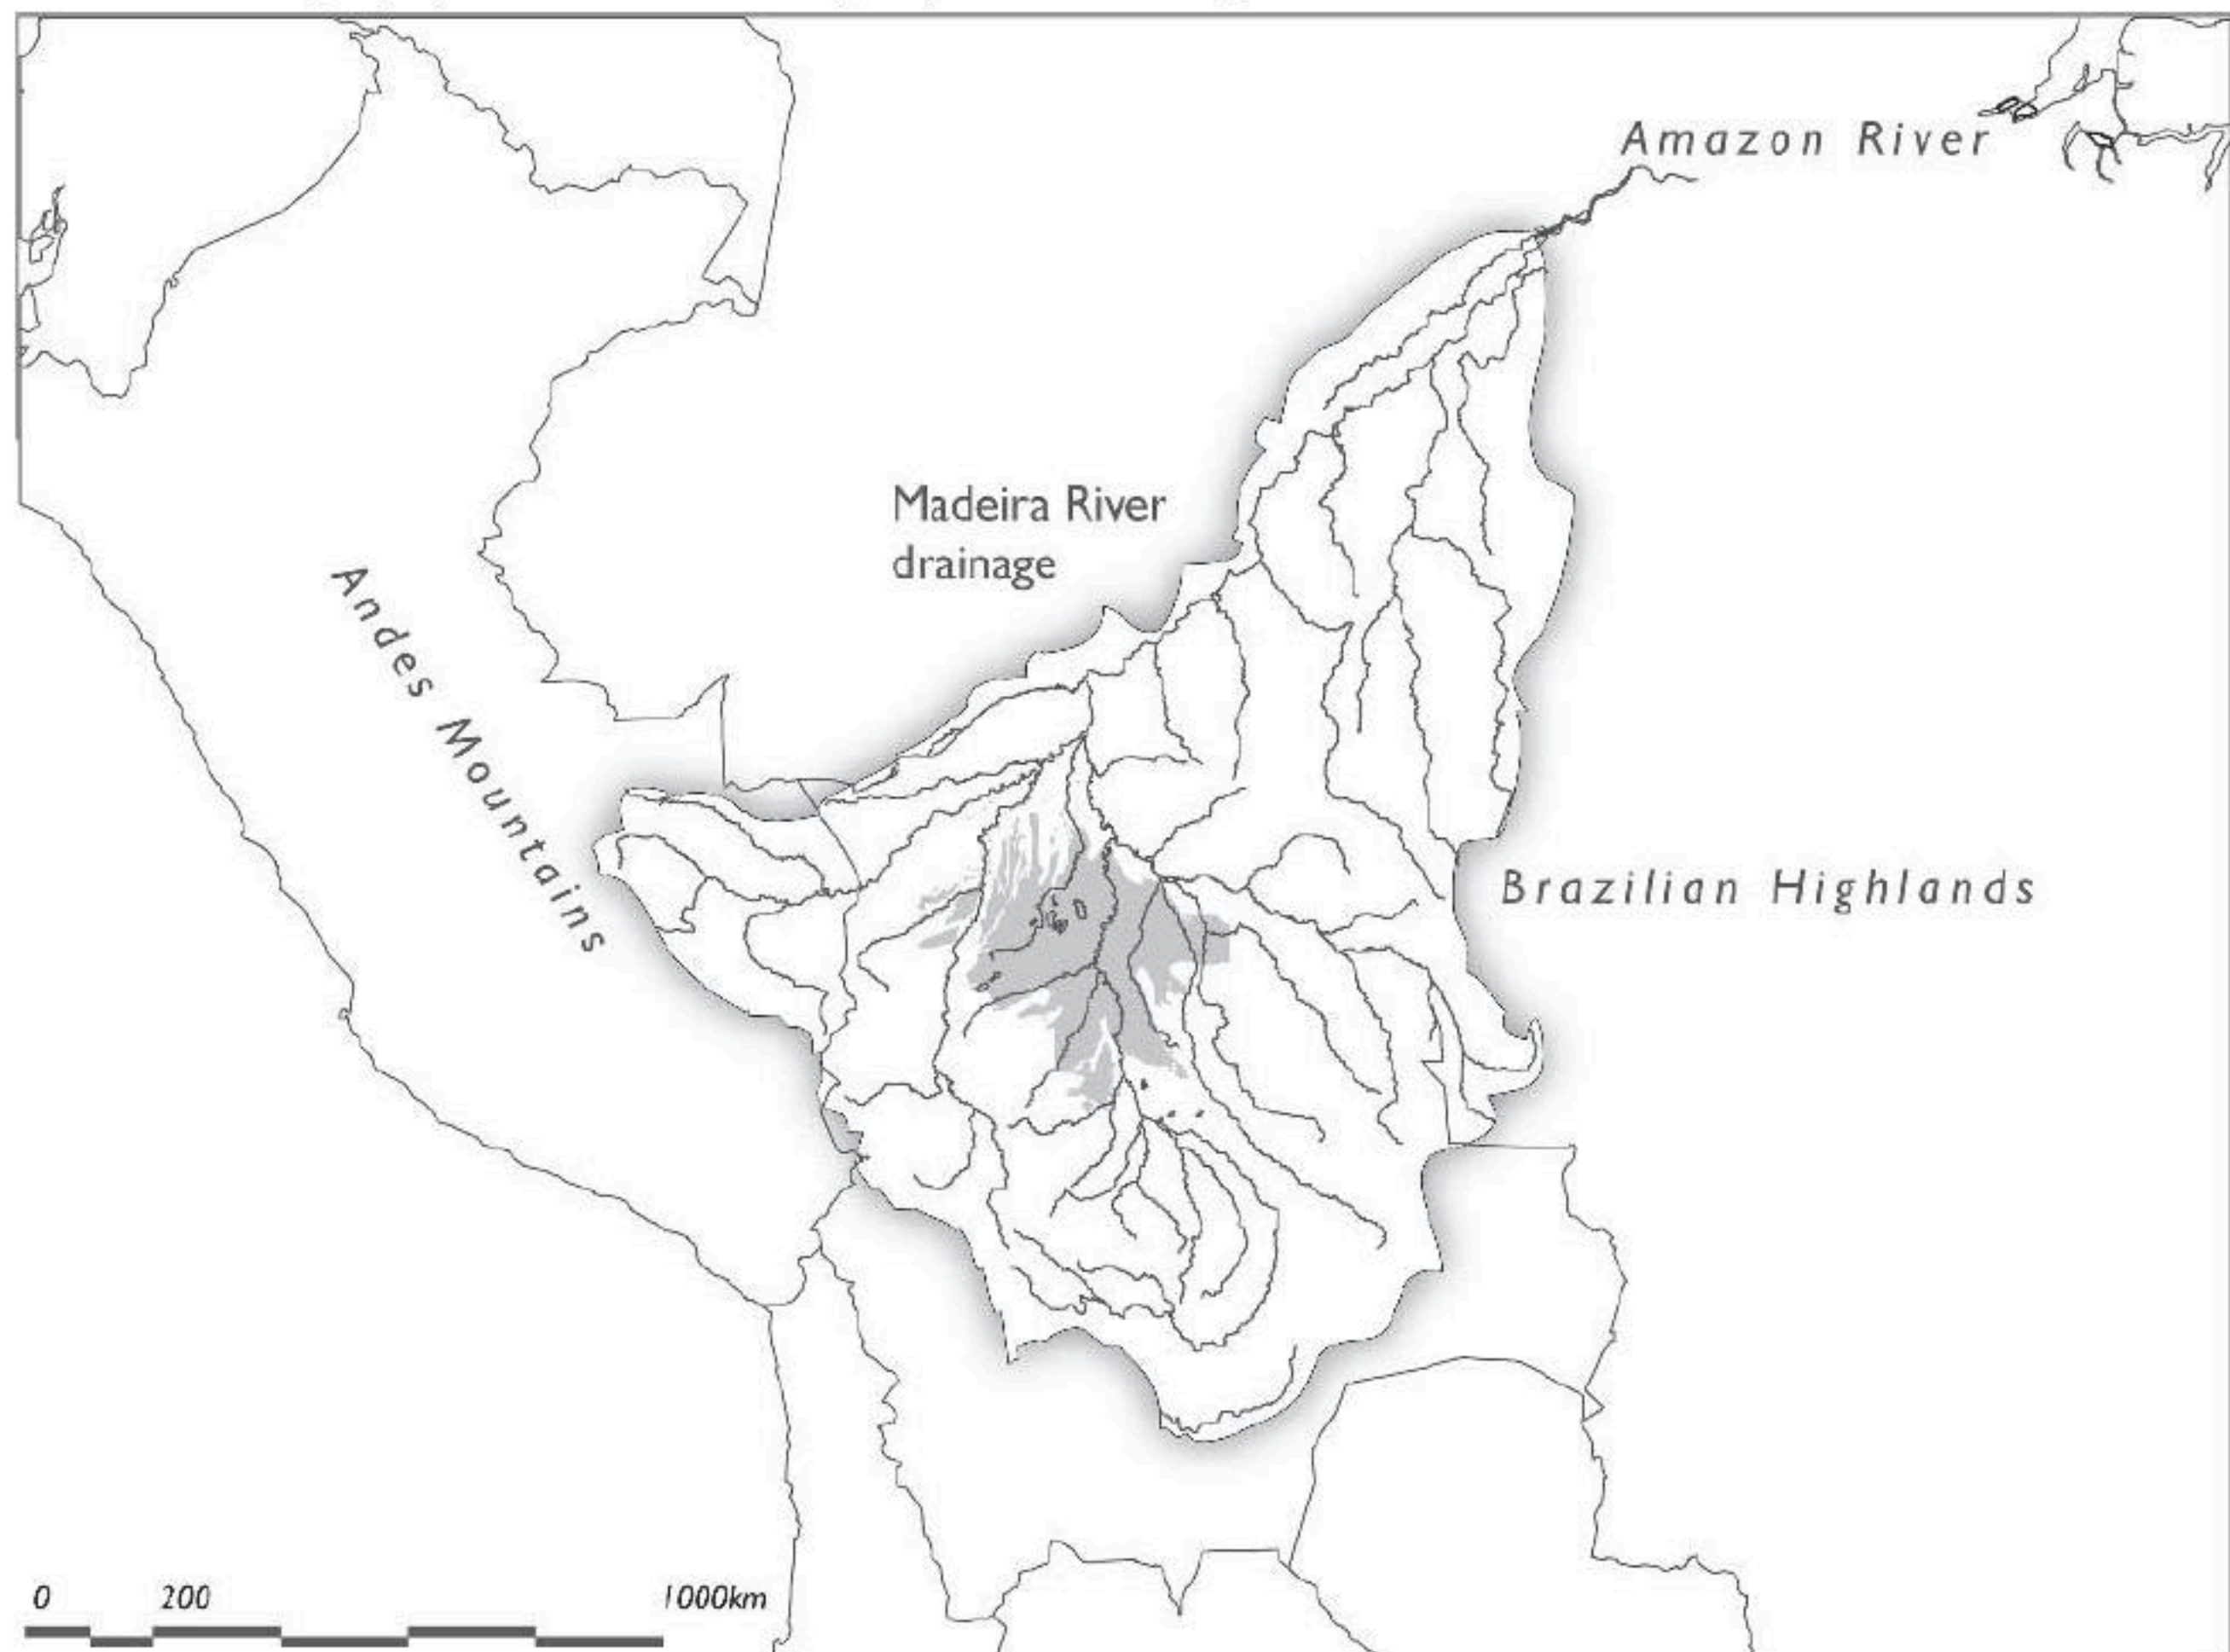 Amazon River
Madeira River
drainage
Andes Mountains
Brazilian Highlands
0 200 1000km